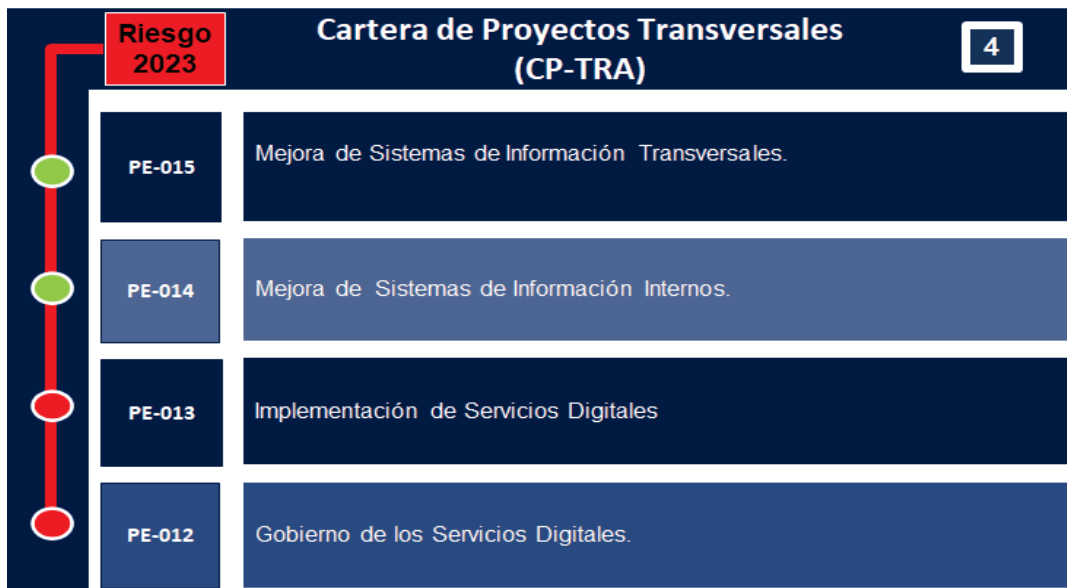 Riesgo
2023
Cartera de Proyectos Transversales
(CP-TRA)
4
PE-015
Mejora de Sistemas de Información Transversales.
PE-014
Mejora de Sistemas de Información Internos.
PE-013
Implementación de Servicios Digitales
PE-012
Gobierno de los Servicios Digitales.